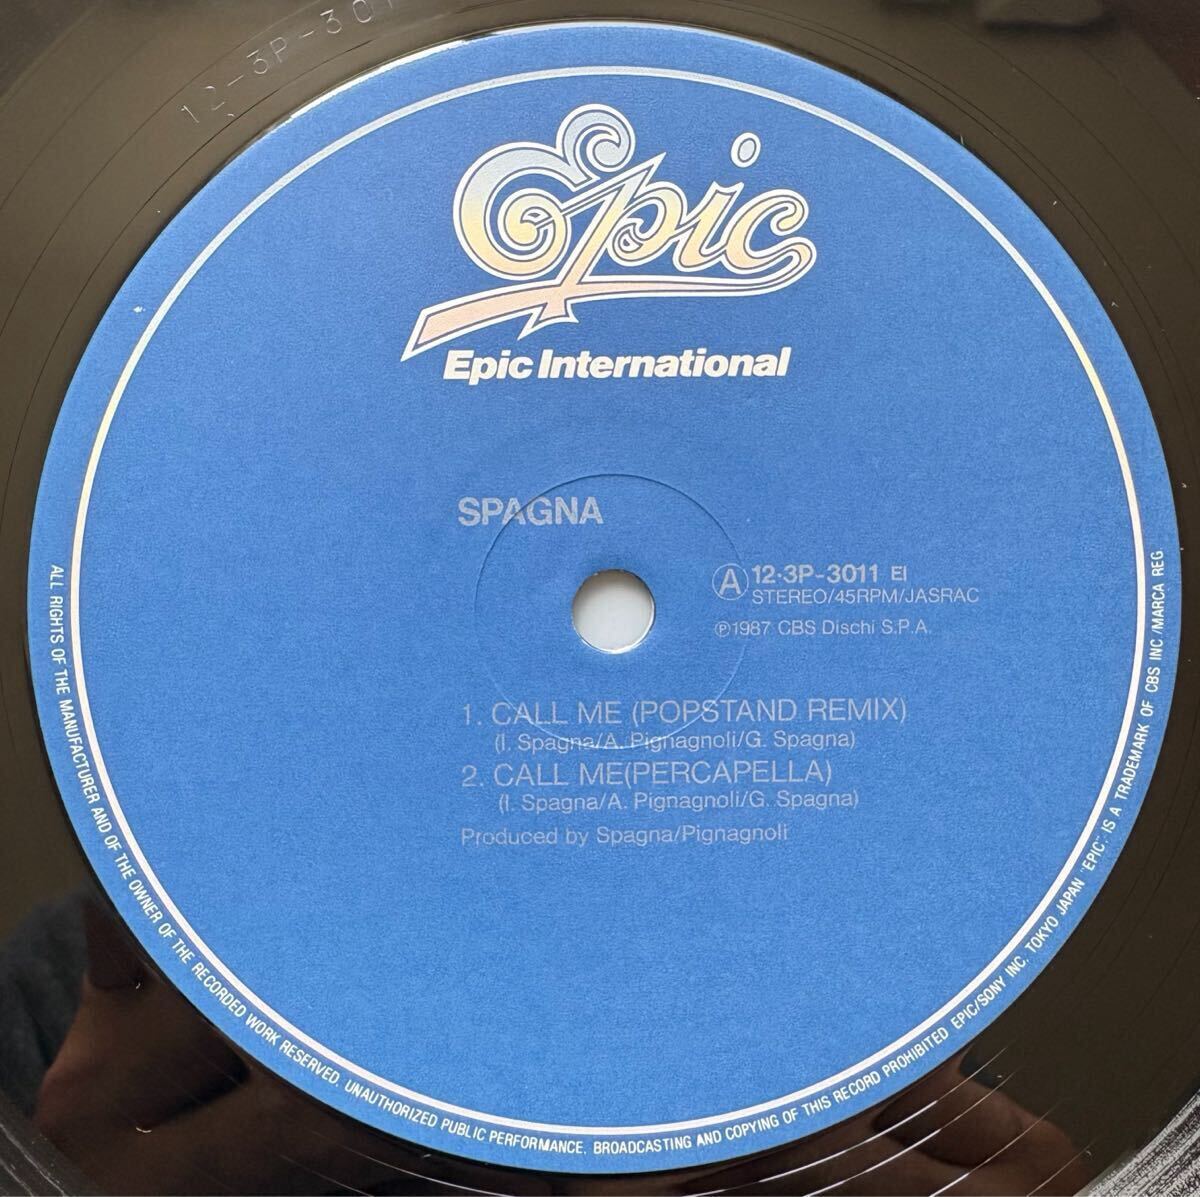 12-3P-301
Epic
Epic International
SPAGNA
A 12·3P-3011 EI
STEREO/45RPM/JASRAC
℗1987 CBS Dischi S.P.A.
1. CALL ME (POPSTAND REMIX)
(I. Spagna/A. Pignagnoli/G. Spagna)
2. CALL ME(PERCAPELLA)
(I. Spagna/A. Pignagnoli/G. Spagna)
Produced by Spagna/Pignagnoli
ALL RIGHTS OF THE MANUFACTURER AND OF THE OWNER OF THE RECORDED WORK RESERVED. UNAUTHORIZED PUBLIC PERFORMANCE. BROADCASTING AND COPYING OF THIS RECORD PROHIBITED EPIC/SONY INC. TOKYO JAPAN "EPIC." IS A TRADEMARK OF CBS INC /MARCA REG